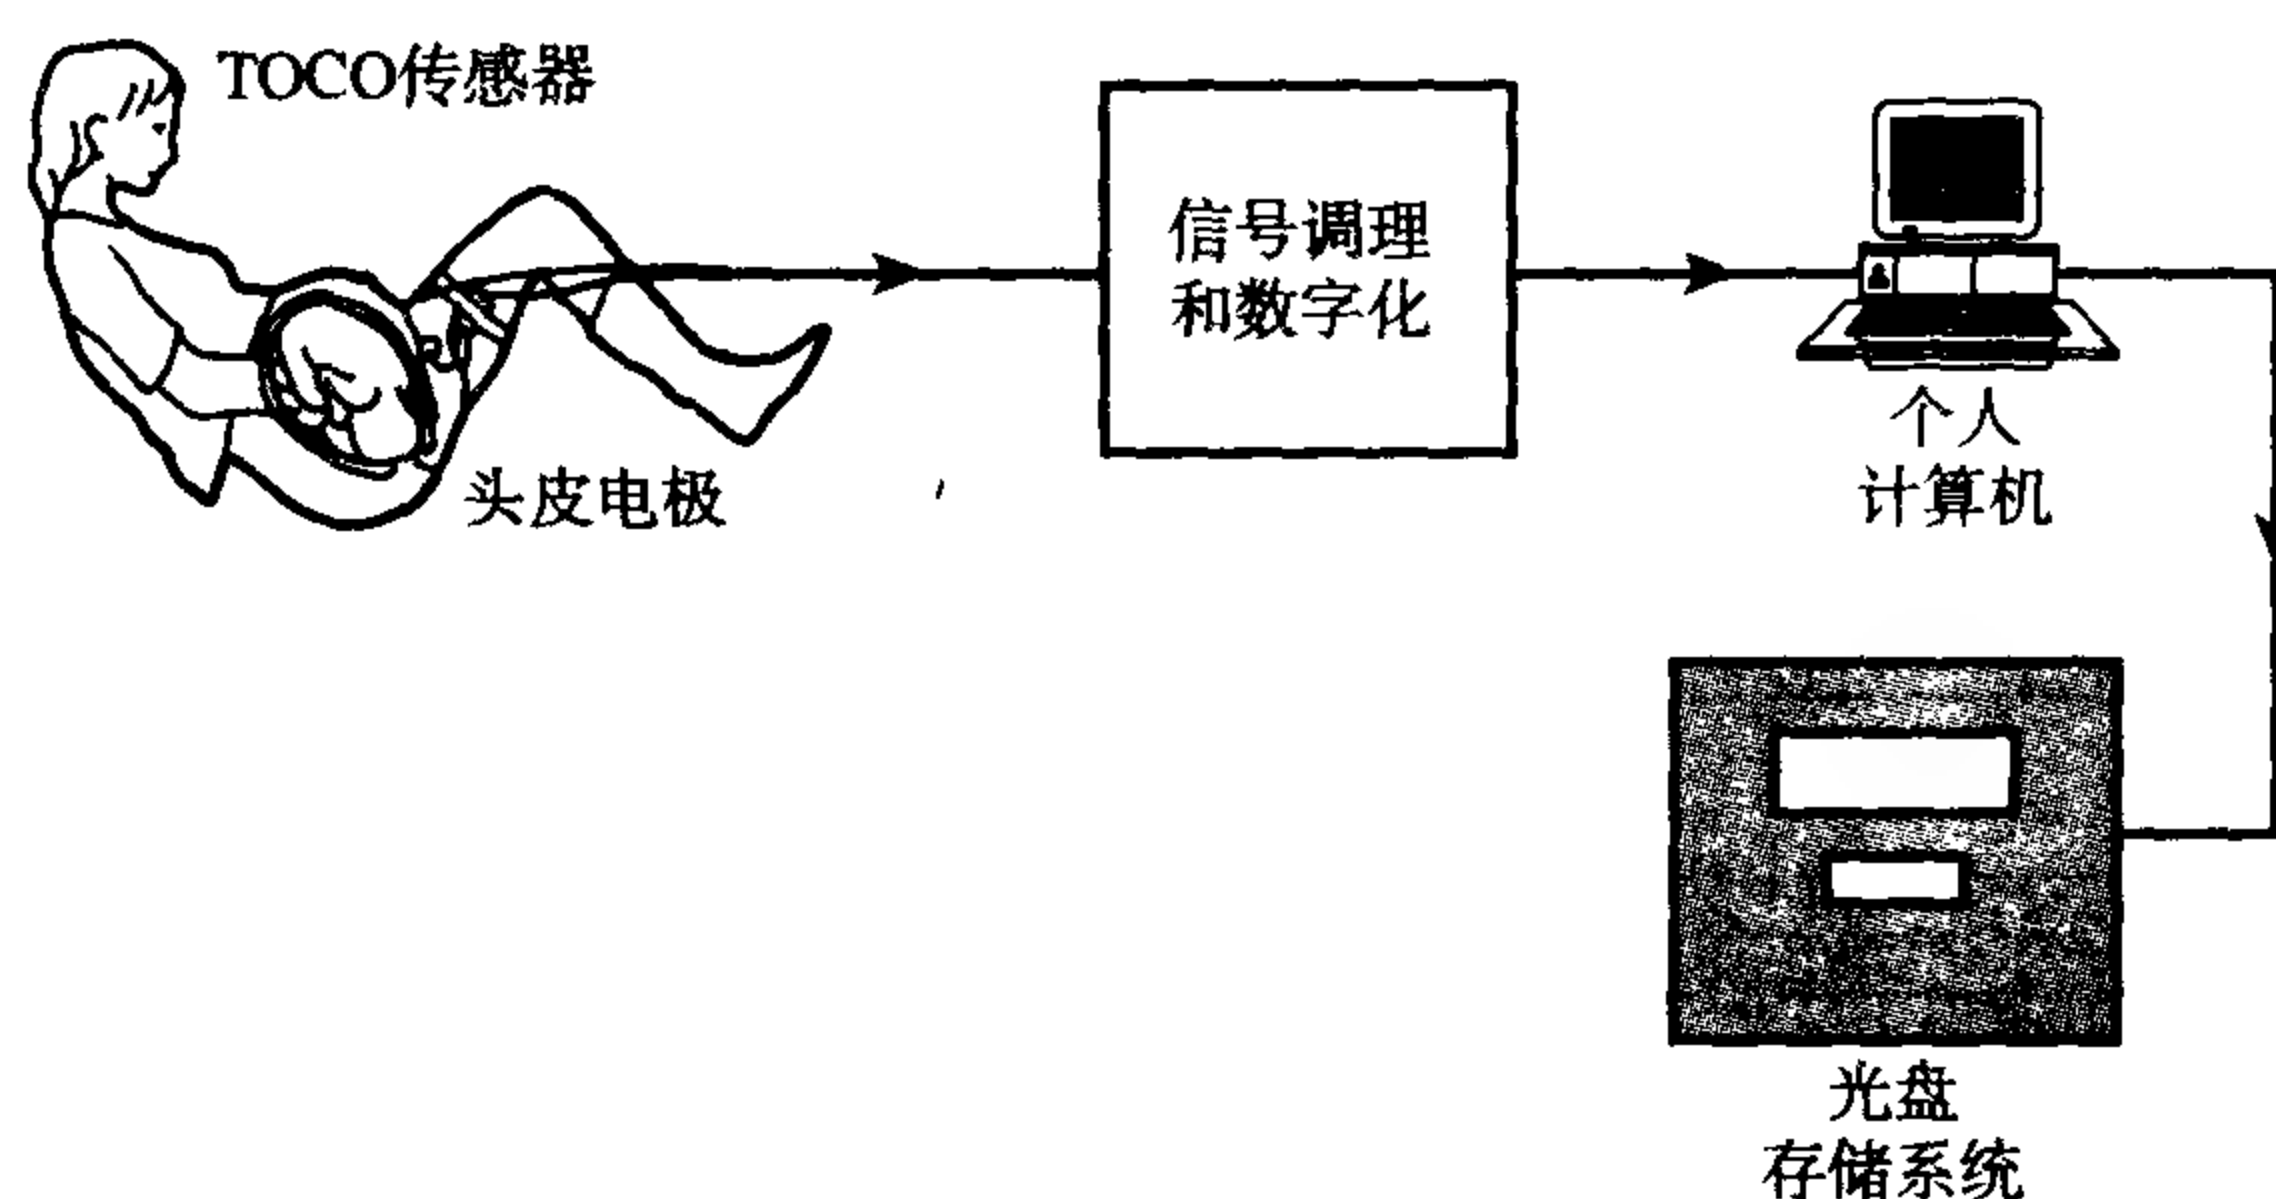 TOCO传感器
信号调理
和数字化
个人
计算机
头皮电极
光盘
存储系统